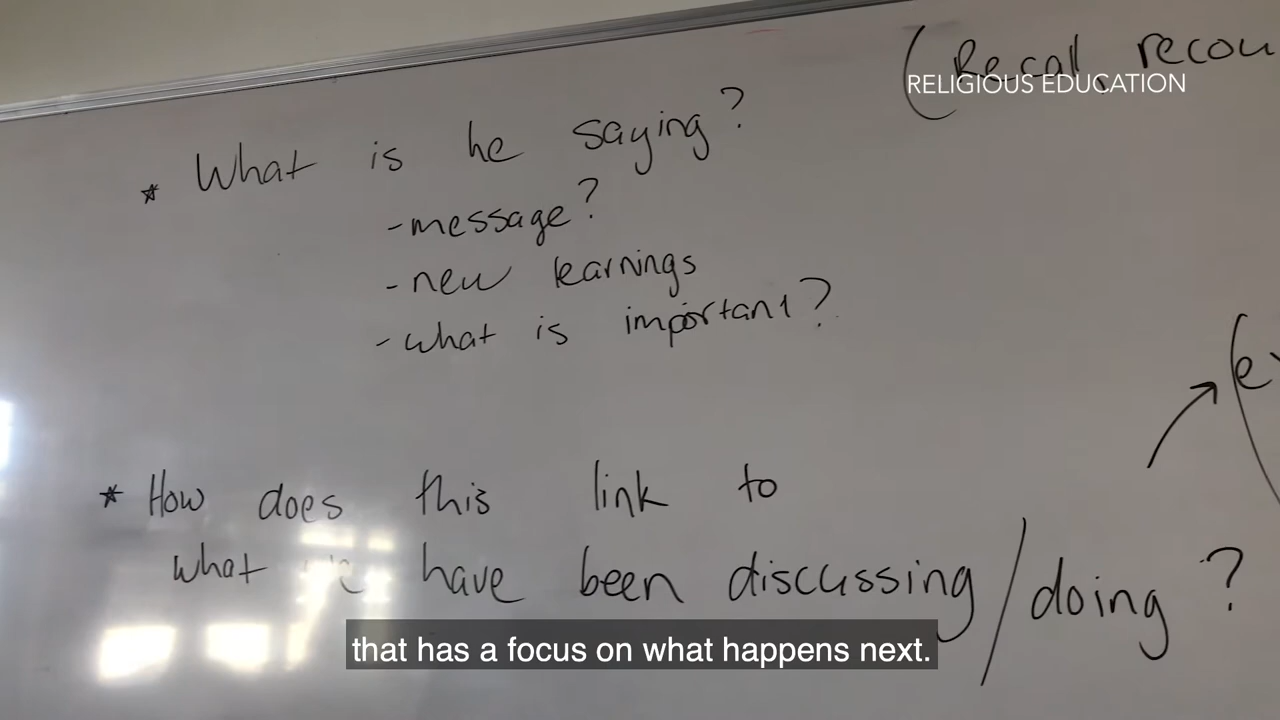 (Recall, recou
RELIGIOUS EDUCATION
* What is he saying?
- message?
- new learnings
- what is important?
* How does this link to
what have been discussing/doing?
that has a focus on what happens next.